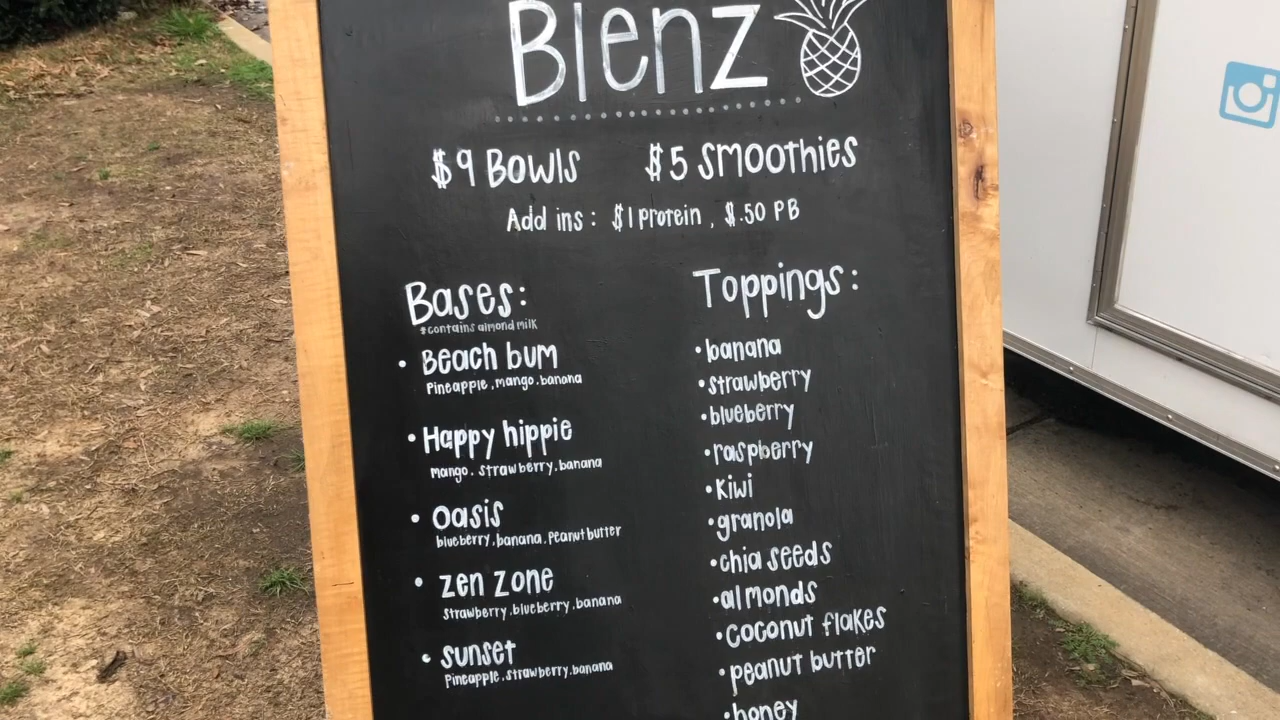 Blenz
$9 Bowls $5 smoothies
Add ins: $1 protein, $.50 PB
Bases:
*contains almond milk
• Beach bum
Pineapple, mango, banana
• Happy hippie
mango, strawberry, banana
• oasis
blueberry, banana, peanut butter
• zen zone
strawberry, blueberry, banana
• sunset
Pineapple, strawberry, banana
Toppings:
• banana
• strawberry
• blueberry
• raspberry
• kiwi
• granola
• chia seeds
• almonds
• coconut flakes
• peanut butter
• honey